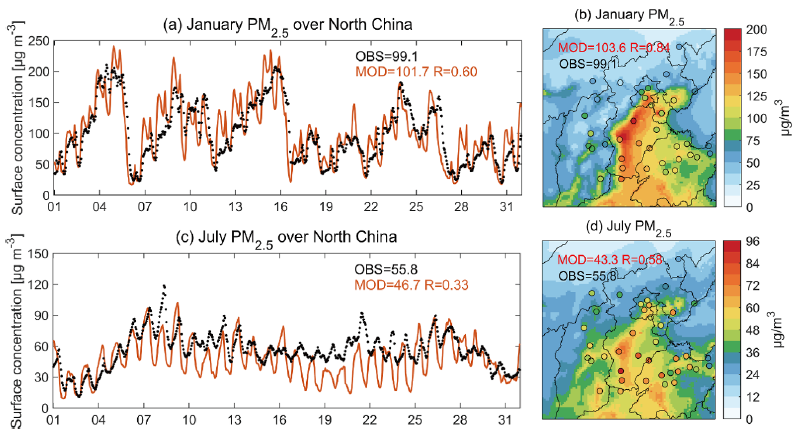 (a) January PM2.5 over North China
Surface concentration [µg m-3]
250
200
150
100
50
0
OBS=99.1
MOD=101.7 R=0.60
01 04 07 10 13 16 19 22 25 28 31
(b) January PM2.5
MOD=103.6 R=0.84
OBS=99.1
200
175
150
125
100
75
50
25
0
µg/m3
(c) July PM2.5 over North China
Surface concentration [µg m-3]
150
120
90
60
30
0
OBS=55.8
MOD=46.7 R=0.33
01 04 07 10 13 16 19 22 25 28 31
(d) July PM2.5
MOD=43.3 R=0.58
OBS=55.8
96
84
72
60
48
36
24
12
0
µg/m3